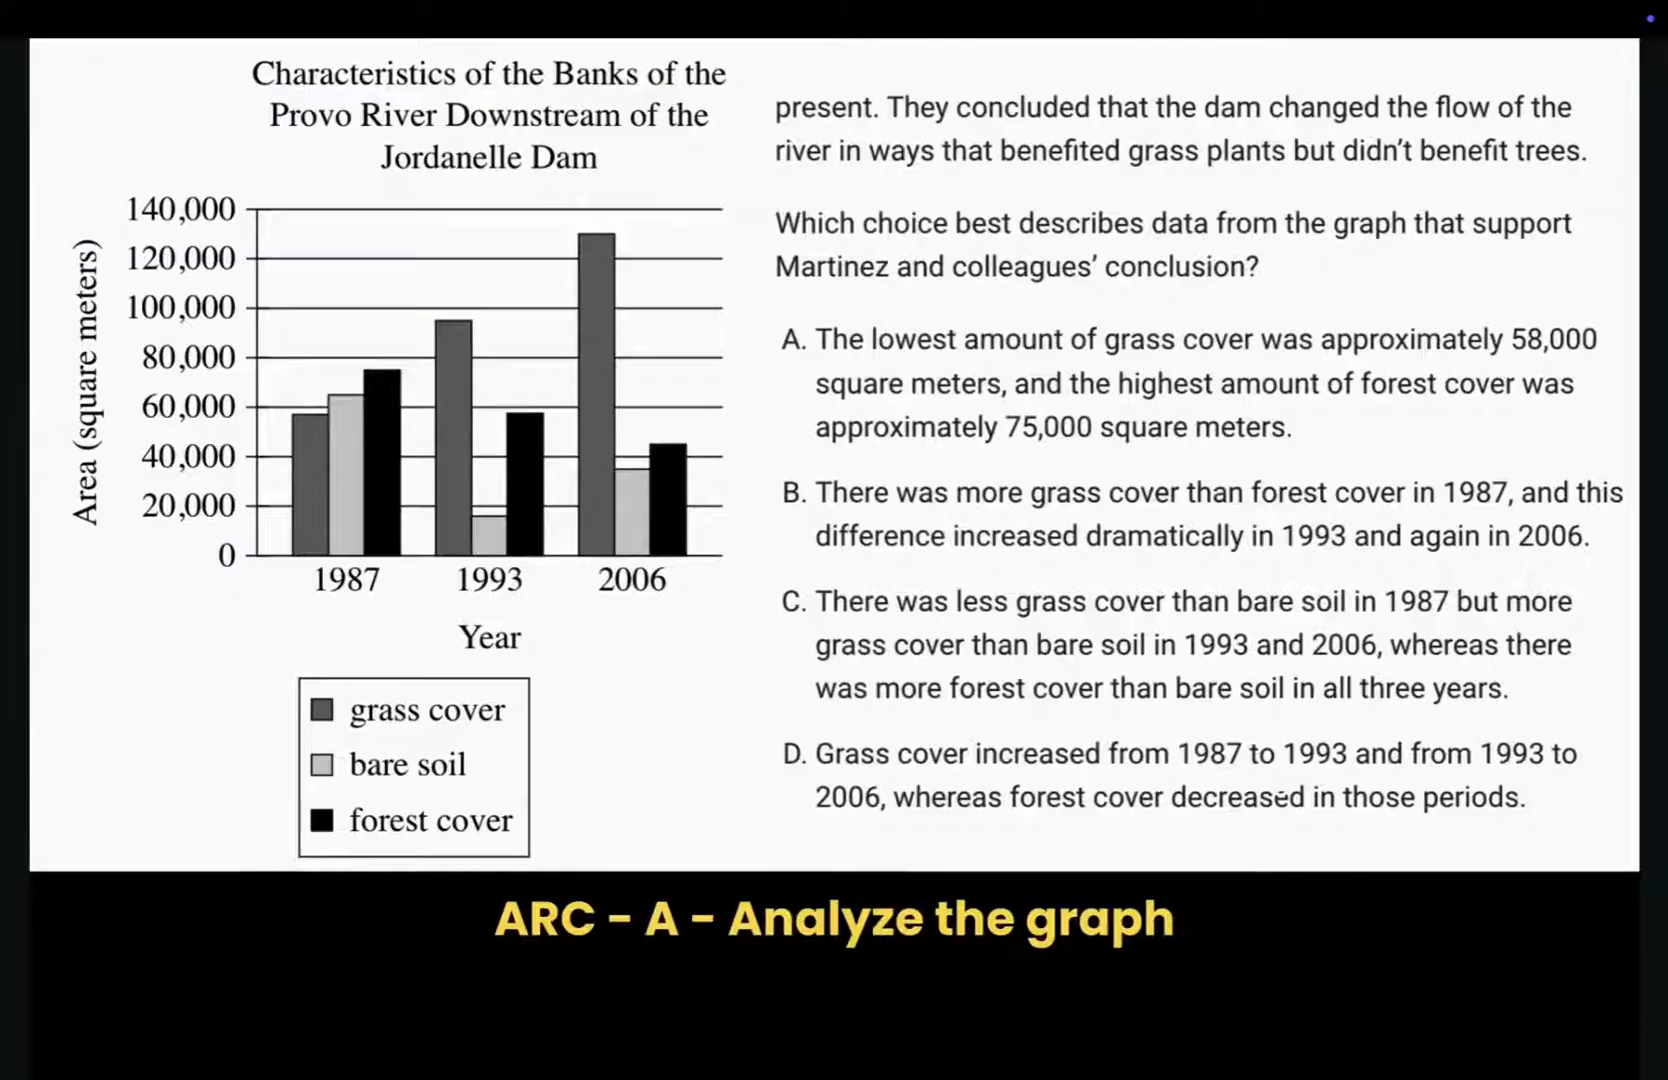 Characteristics of the Banks of the
Provo River Downstream of the
Jordanelle Dam
Area (square meters)
140,000
120,000
100,000
80,000
60,000
40,000
20,000
0
1987 1993 2006
Year
grass cover
bare soil
forest cover
present. They concluded that the dam changed the flow of the
river in ways that benefited grass plants but didn't benefit trees.
Which choice best describes data from the graph that support
Martinez and colleagues' conclusion?
A. The lowest amount of grass cover was approximately 58,000
square meters, and the highest amount of forest cover was
approximately 75,000 square meters.
B. There was more grass cover than forest cover in 1987, and this
difference increased dramatically in 1993 and again in 2006.
C. There was less grass cover than bare soil in 1987 but more
grass cover than bare soil in 1993 and 2006, whereas there
was more forest cover than bare soil in all three years.
D. Grass cover increased from 1987 to 1993 and from 1993 to
2006, whereas forest cover decreased in those periods.
ARC - A - Analyze the graph